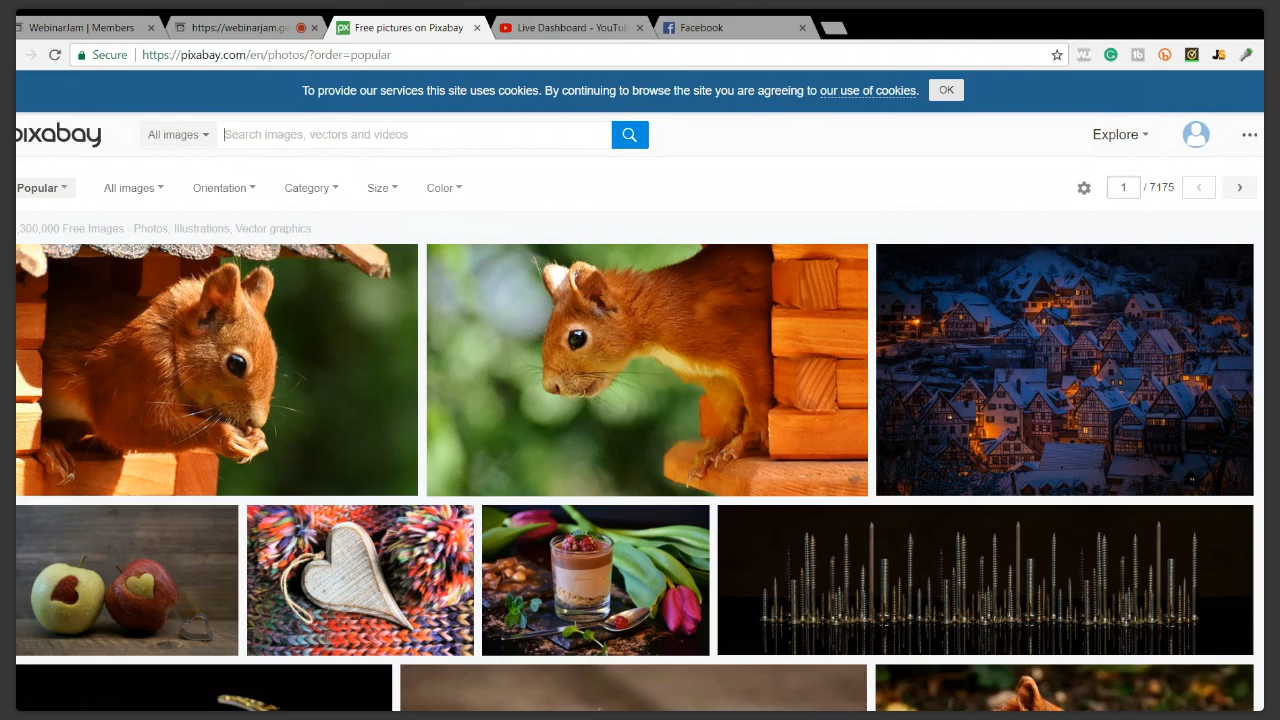 WebinarJam | Members
https://webinarjam.ge
Free pictures on Pixabay
Live Dashboard - YouTub
Facebook
Secure
https://pixabay.com/en/photos/?order=popular
To provide our services this site uses cookies. By continuing to browse the site you are agreeing to our use of cookies.
OK
pixabay
All images
Search images, vectors and videos
Explore
Popular
All images
Orientation
Category
Size
Color
1 / 7175
,300,000 Free Images - Photos, Illustrations, Vector graphics